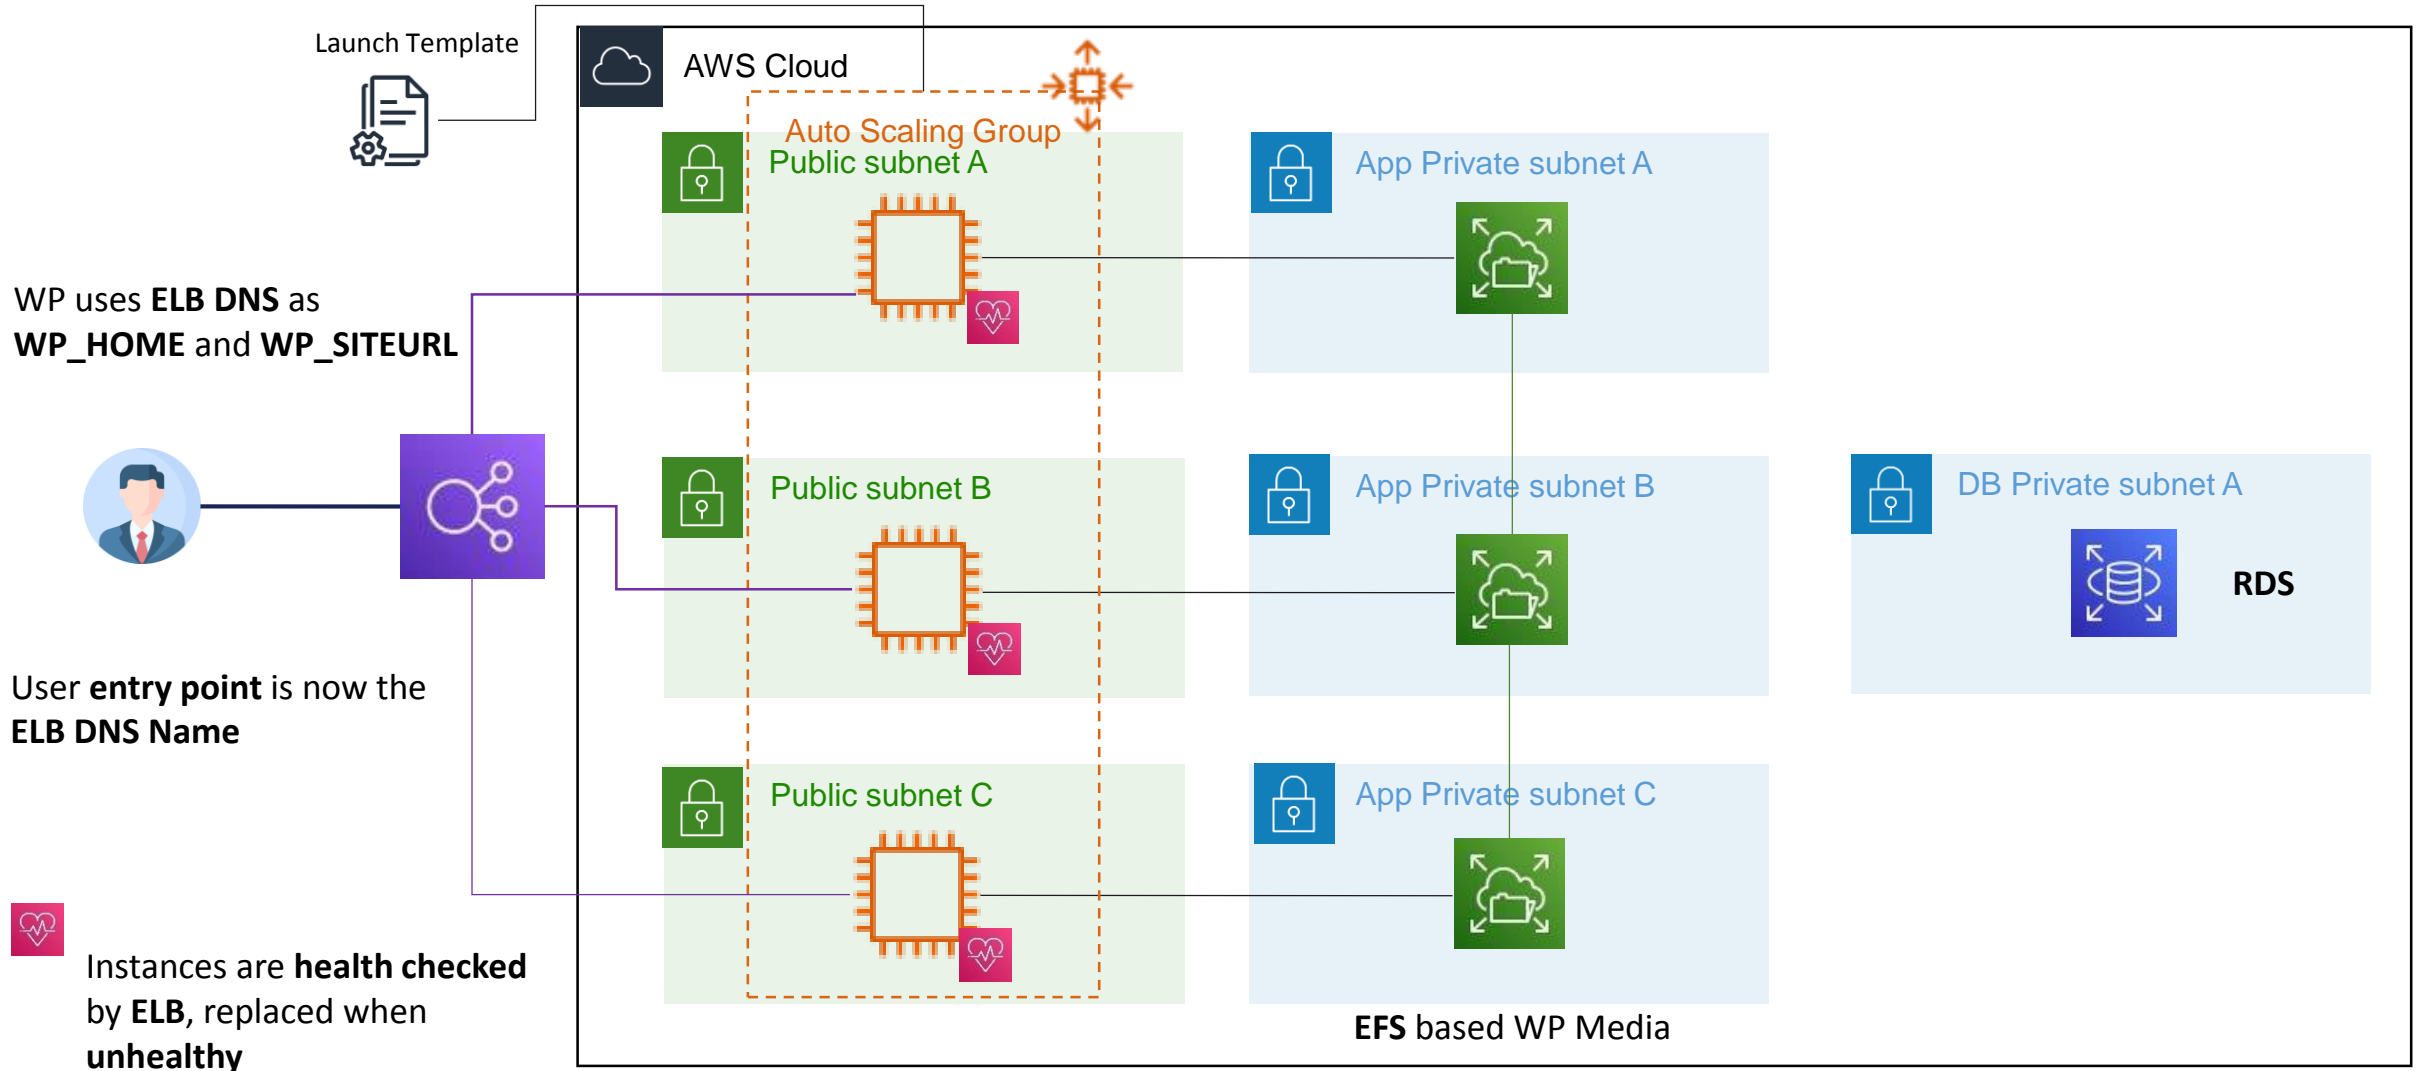 Launch Template
AWS Cloud
Auto Scaling Group
Public subnet A
App Private subnet A
WP uses ELB DNS as
WP_HOME and WP_SITEURL
Public subnet B
App Private subnet B
DB Private subnet A
RDS
User entry point is now the
ELB DNS Name
Public subnet C
App Private subnet C
Instances are health checked
by ELB, replaced when
unhealthy
EFS based WP Media